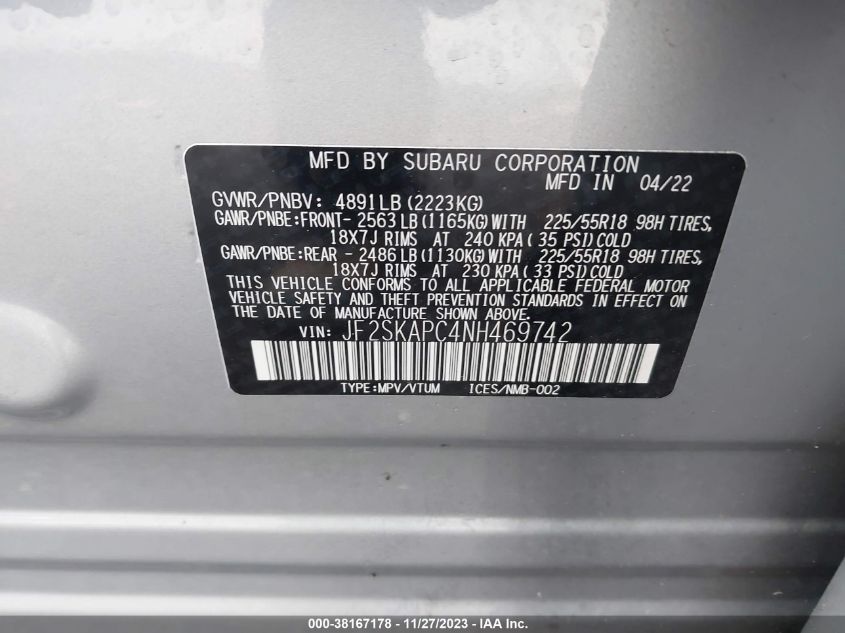 MFD BY SUBARU CORPORATION
MFD IN 04/22
GVWR/PNBV: 4891LB(2223KG)
GAWR/PNBE:FRONT- 2563LB(1165KG)WITH 225/55R18 98H TIRES,
18X7J RIMS AT 240 KPA( 35 PSI)COLD
GAWR/PNBE:REAR - 2486LB(1130KG)WITH 225/55R18 98H TIRES,
18X7J RIMS AT 230 KPA( 33 PSI)COLD
THIS VEHICLE CONFORMS TO ALL APPLICABLE FEDERAL MOTOR
VEHICLE SAFETY AND THEFT PREVENTION STANDARDS IN EFFECT ON
THE DATE OF MANUFACTURE SHOWN ABOVE.
VIN: JF2SKAPC4NH469742
TYPE:MPV/VTUM ICES/NMB-002
000-38167178 - 11/27/2023 - IAA Inc.